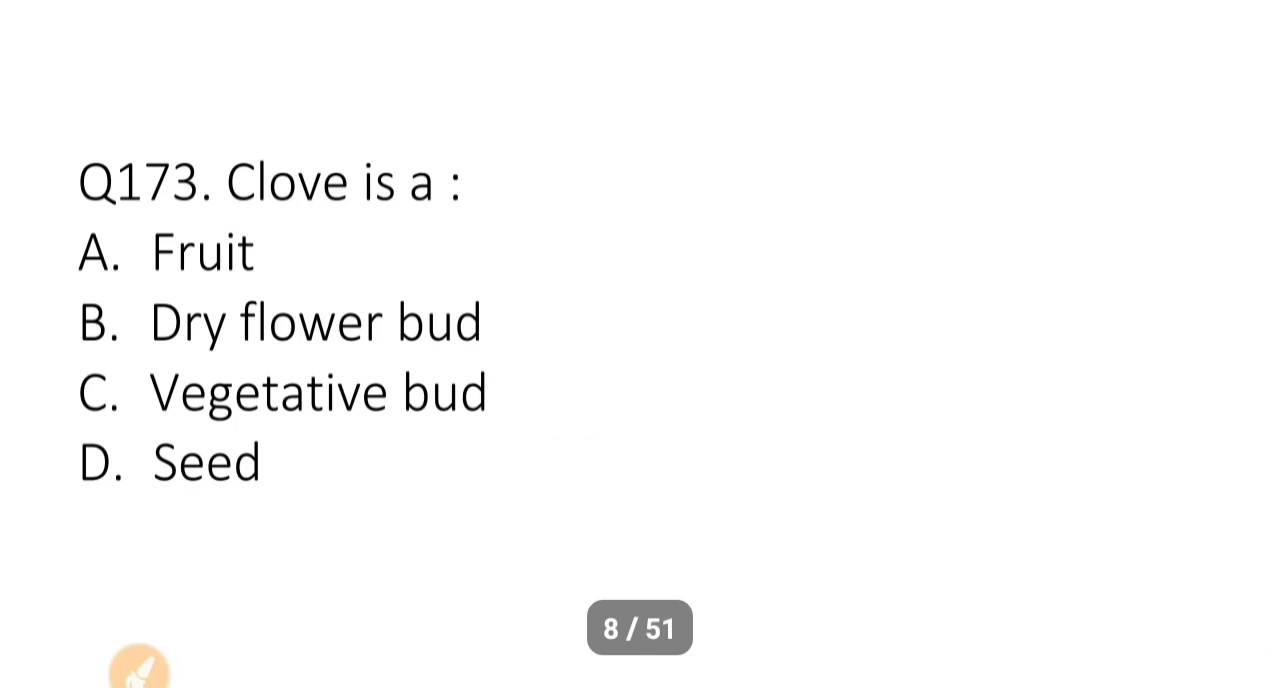 Q173. Clove is a :
A. Fruit
B. Dry flower bud
C. Vegetative bud
D. Seed
8 / 51